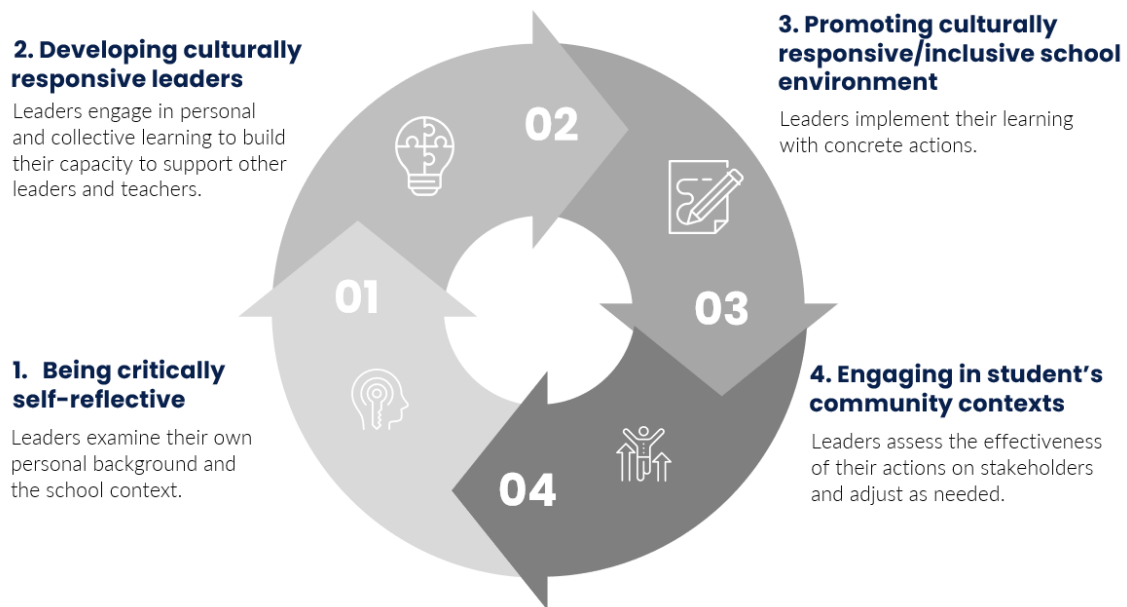 1. Being critically
self-reflective
Leaders examine their own
personal background and
the school context.
2. Developing culturally
responsive leaders
Leaders engage in personal
and collective learning to build
their capacity to support other
leaders and teachers.
3. Promoting culturally
responsive/inclusive school
environment
Leaders implement their learning
with concrete actions.
4. Engaging in student’s
community contexts
Leaders assess the effectiveness
of their actions on stakeholders
and adjust as needed.
01
02
03
04